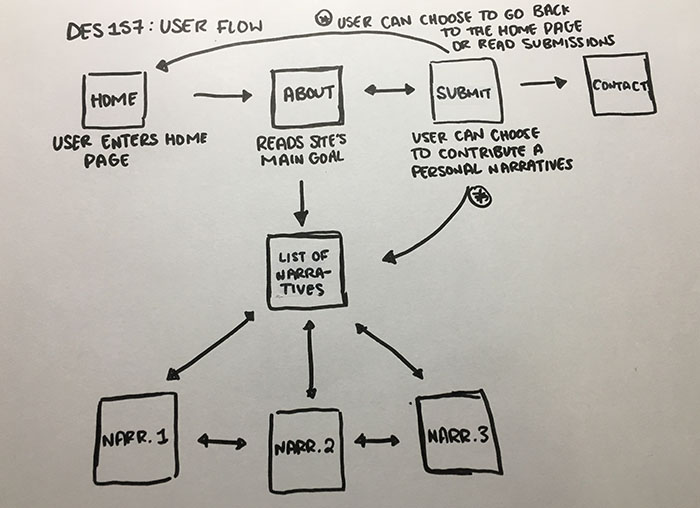 DES 157: USER FLOW
* USER CAN CHOOSE TO GO BACK
TO THE HOME PAGE
OR READ SUBMISSIONS
HOME
ABOUT
SUBMIT
CONTACT
USER ENTERS HOME
PAGE
READS SITE'S
MAIN GOAL
USER CAN CHOOSE
TO CONTRIBUTE A
PERSONAL NARRATIVES
*
LIST OF
NARRA-
TIVES
NARR. 1
NARR. 2
NARR. 3